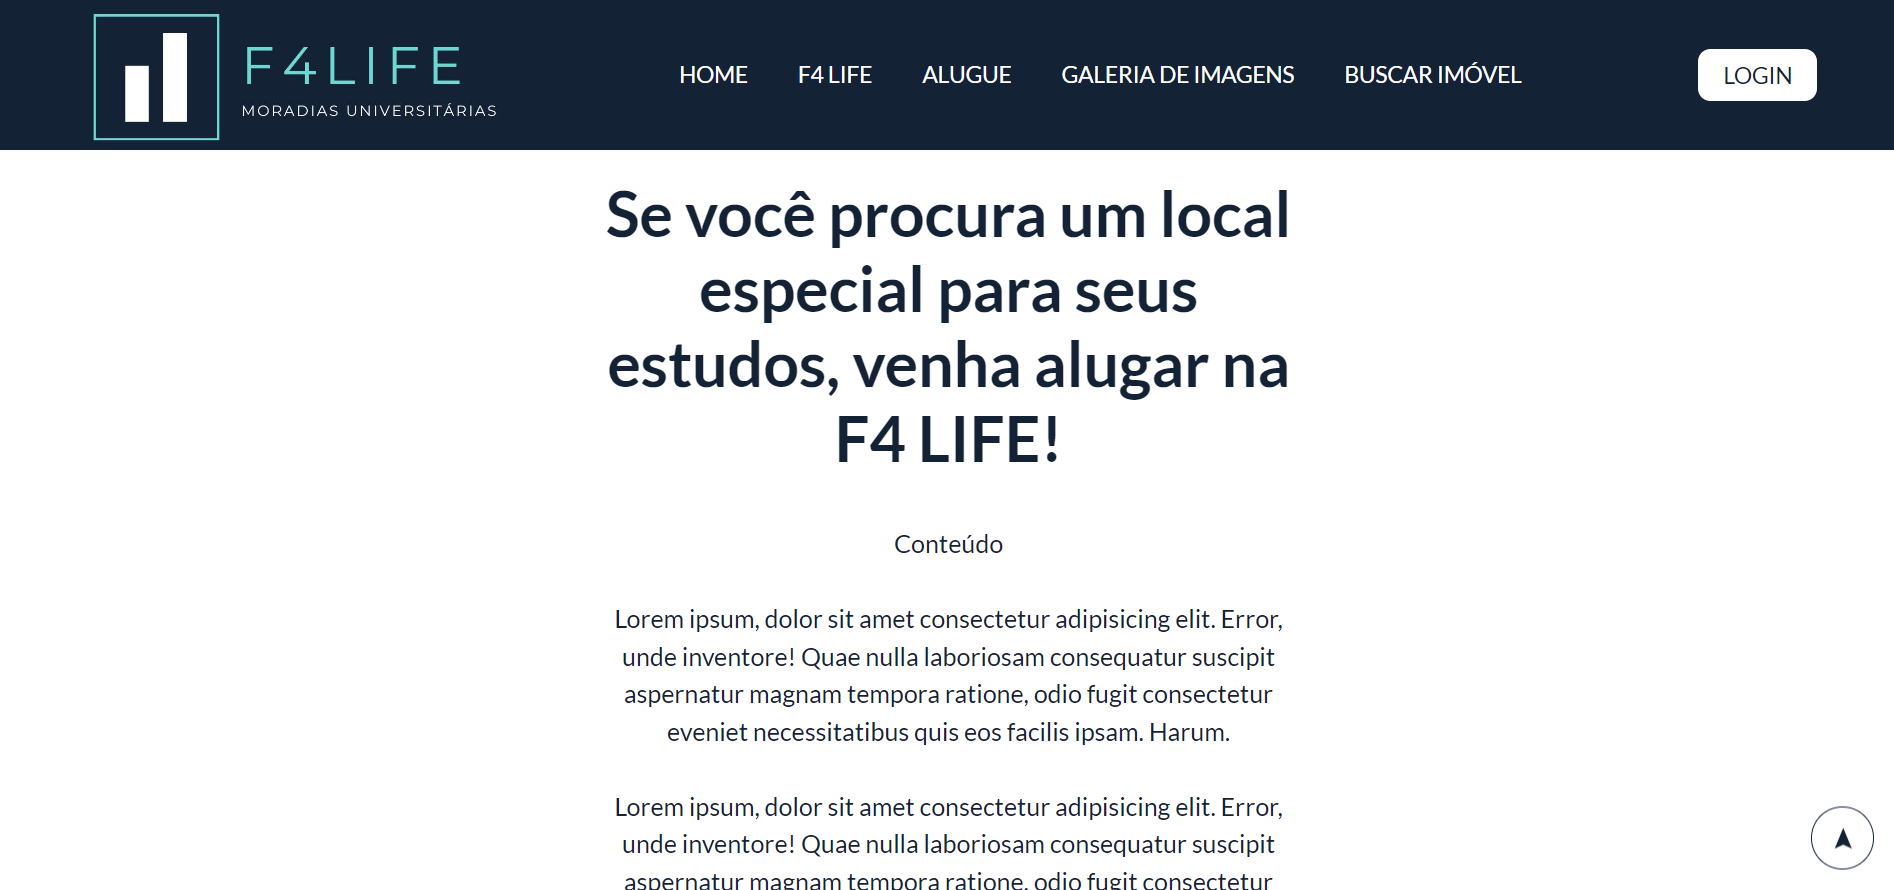 F4LIFE
MORADIAS UNIVERSITÁRIAS
HOME F4 LIFE ALUGUE GALERIA DE IMAGENS BUSCAR IMÓVEL LOGIN
Se você procura um local
especial para seus
estudos, venha alugar na
F4 LIFE!
Conteúdo
Lorem ipsum, dolor sit amet consectetur adipisicing elit. Error,
unde inventore! Quae nulla laboriosam consequatur suscipit
aspernatur magnam tempora ratione, odio fugit consectetur
eveniet necessitatibus quis eos facilis ipsam. Harum.
Lorem ipsum, dolor sit amet consectetur adipisicing elit. Error,
unde inventore! Quae nulla laboriosam consequatur suscipit
aspernatur magnam tempora ratione, odio fugit consectetur